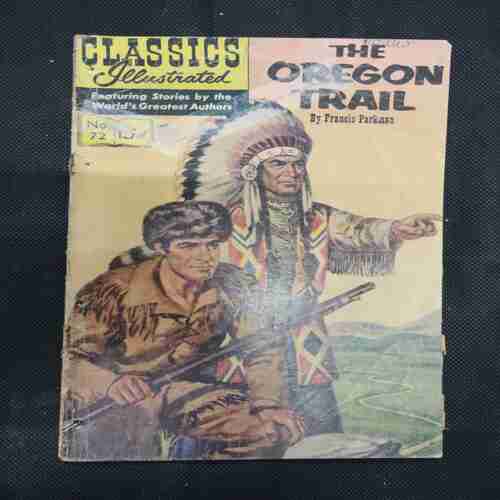 CLASSICS
Illustrated
Featuring Stories by the
World's Greatest Authors
No.
72
THE
OREGON
TRAIL
By Francis Parkman